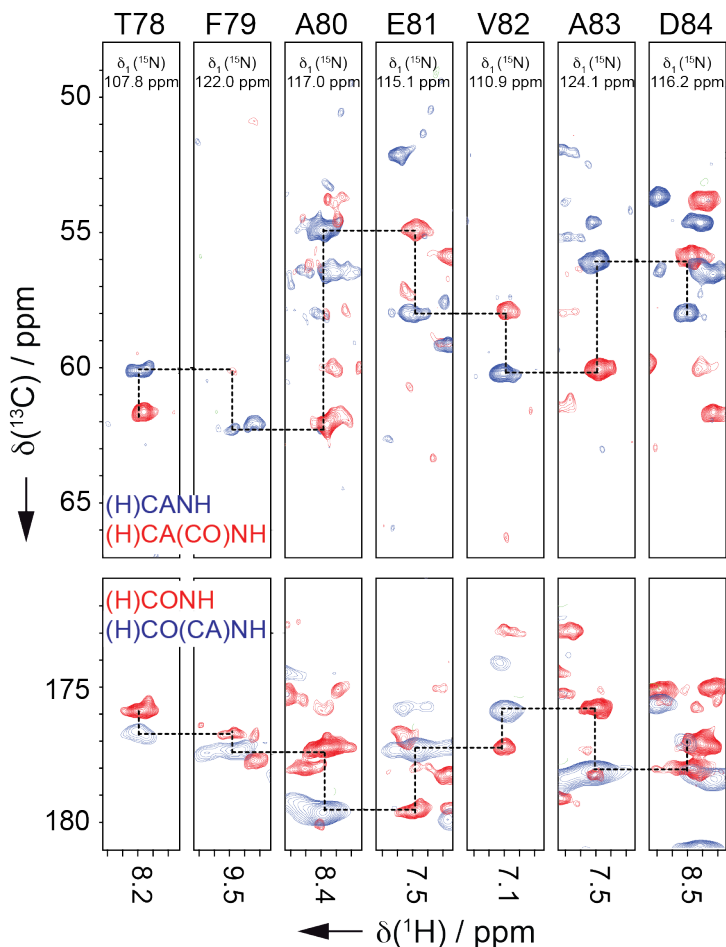 T78 F79 A80 E81 V82 A83 D84
δ₁ (¹⁵N) δ₁ (¹⁵N) δ₁ (¹⁵N) δ₁ (¹⁵N) δ₁ (¹⁵N) δ₁ (¹⁵N) δ₁ (¹⁵N)
107.8 ppm 122.0 ppm 117.0 ppm 115.1 ppm 110.9 ppm 124.1 ppm 116.2 ppm
50
55
60
65
δ(¹³C) / ppm
(H)CANH
(H)CA(CO)NH
(H)CONH
(H)CO(CA)NH
175
180
8.2 9.5 8.4 7.5 7.1 7.5 8.5
δ(¹H) / ppm